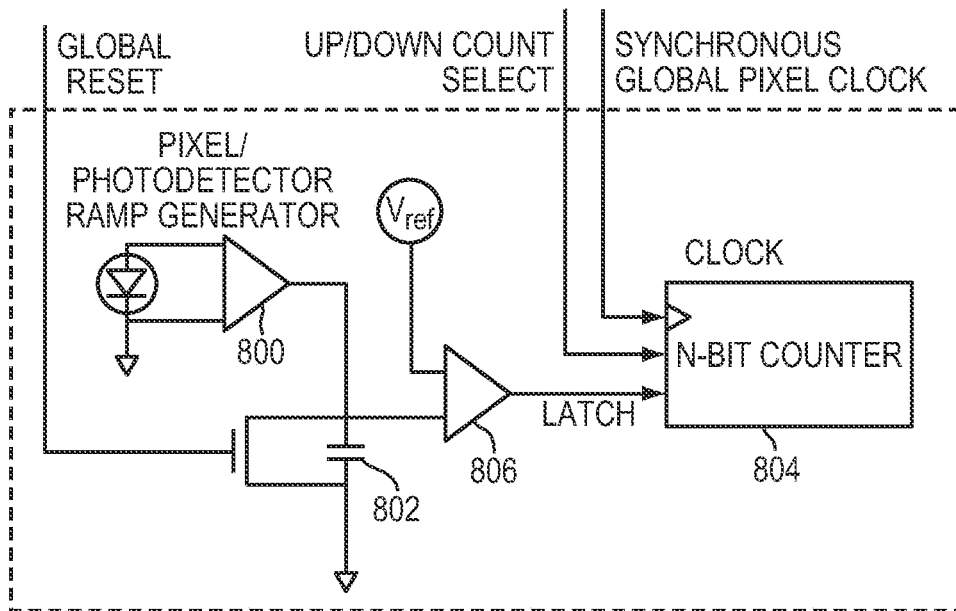 GLOBAL
RESET
UP/DOWN COUNT
SELECT
SYNCHRONOUS
GLOBAL PIXEL CLOCK
PIXEL/
PHOTODETECTOR
RAMP GENERATOR
Vref
CLOCK
800
N-BIT COUNTER
LATCH
806
804
802